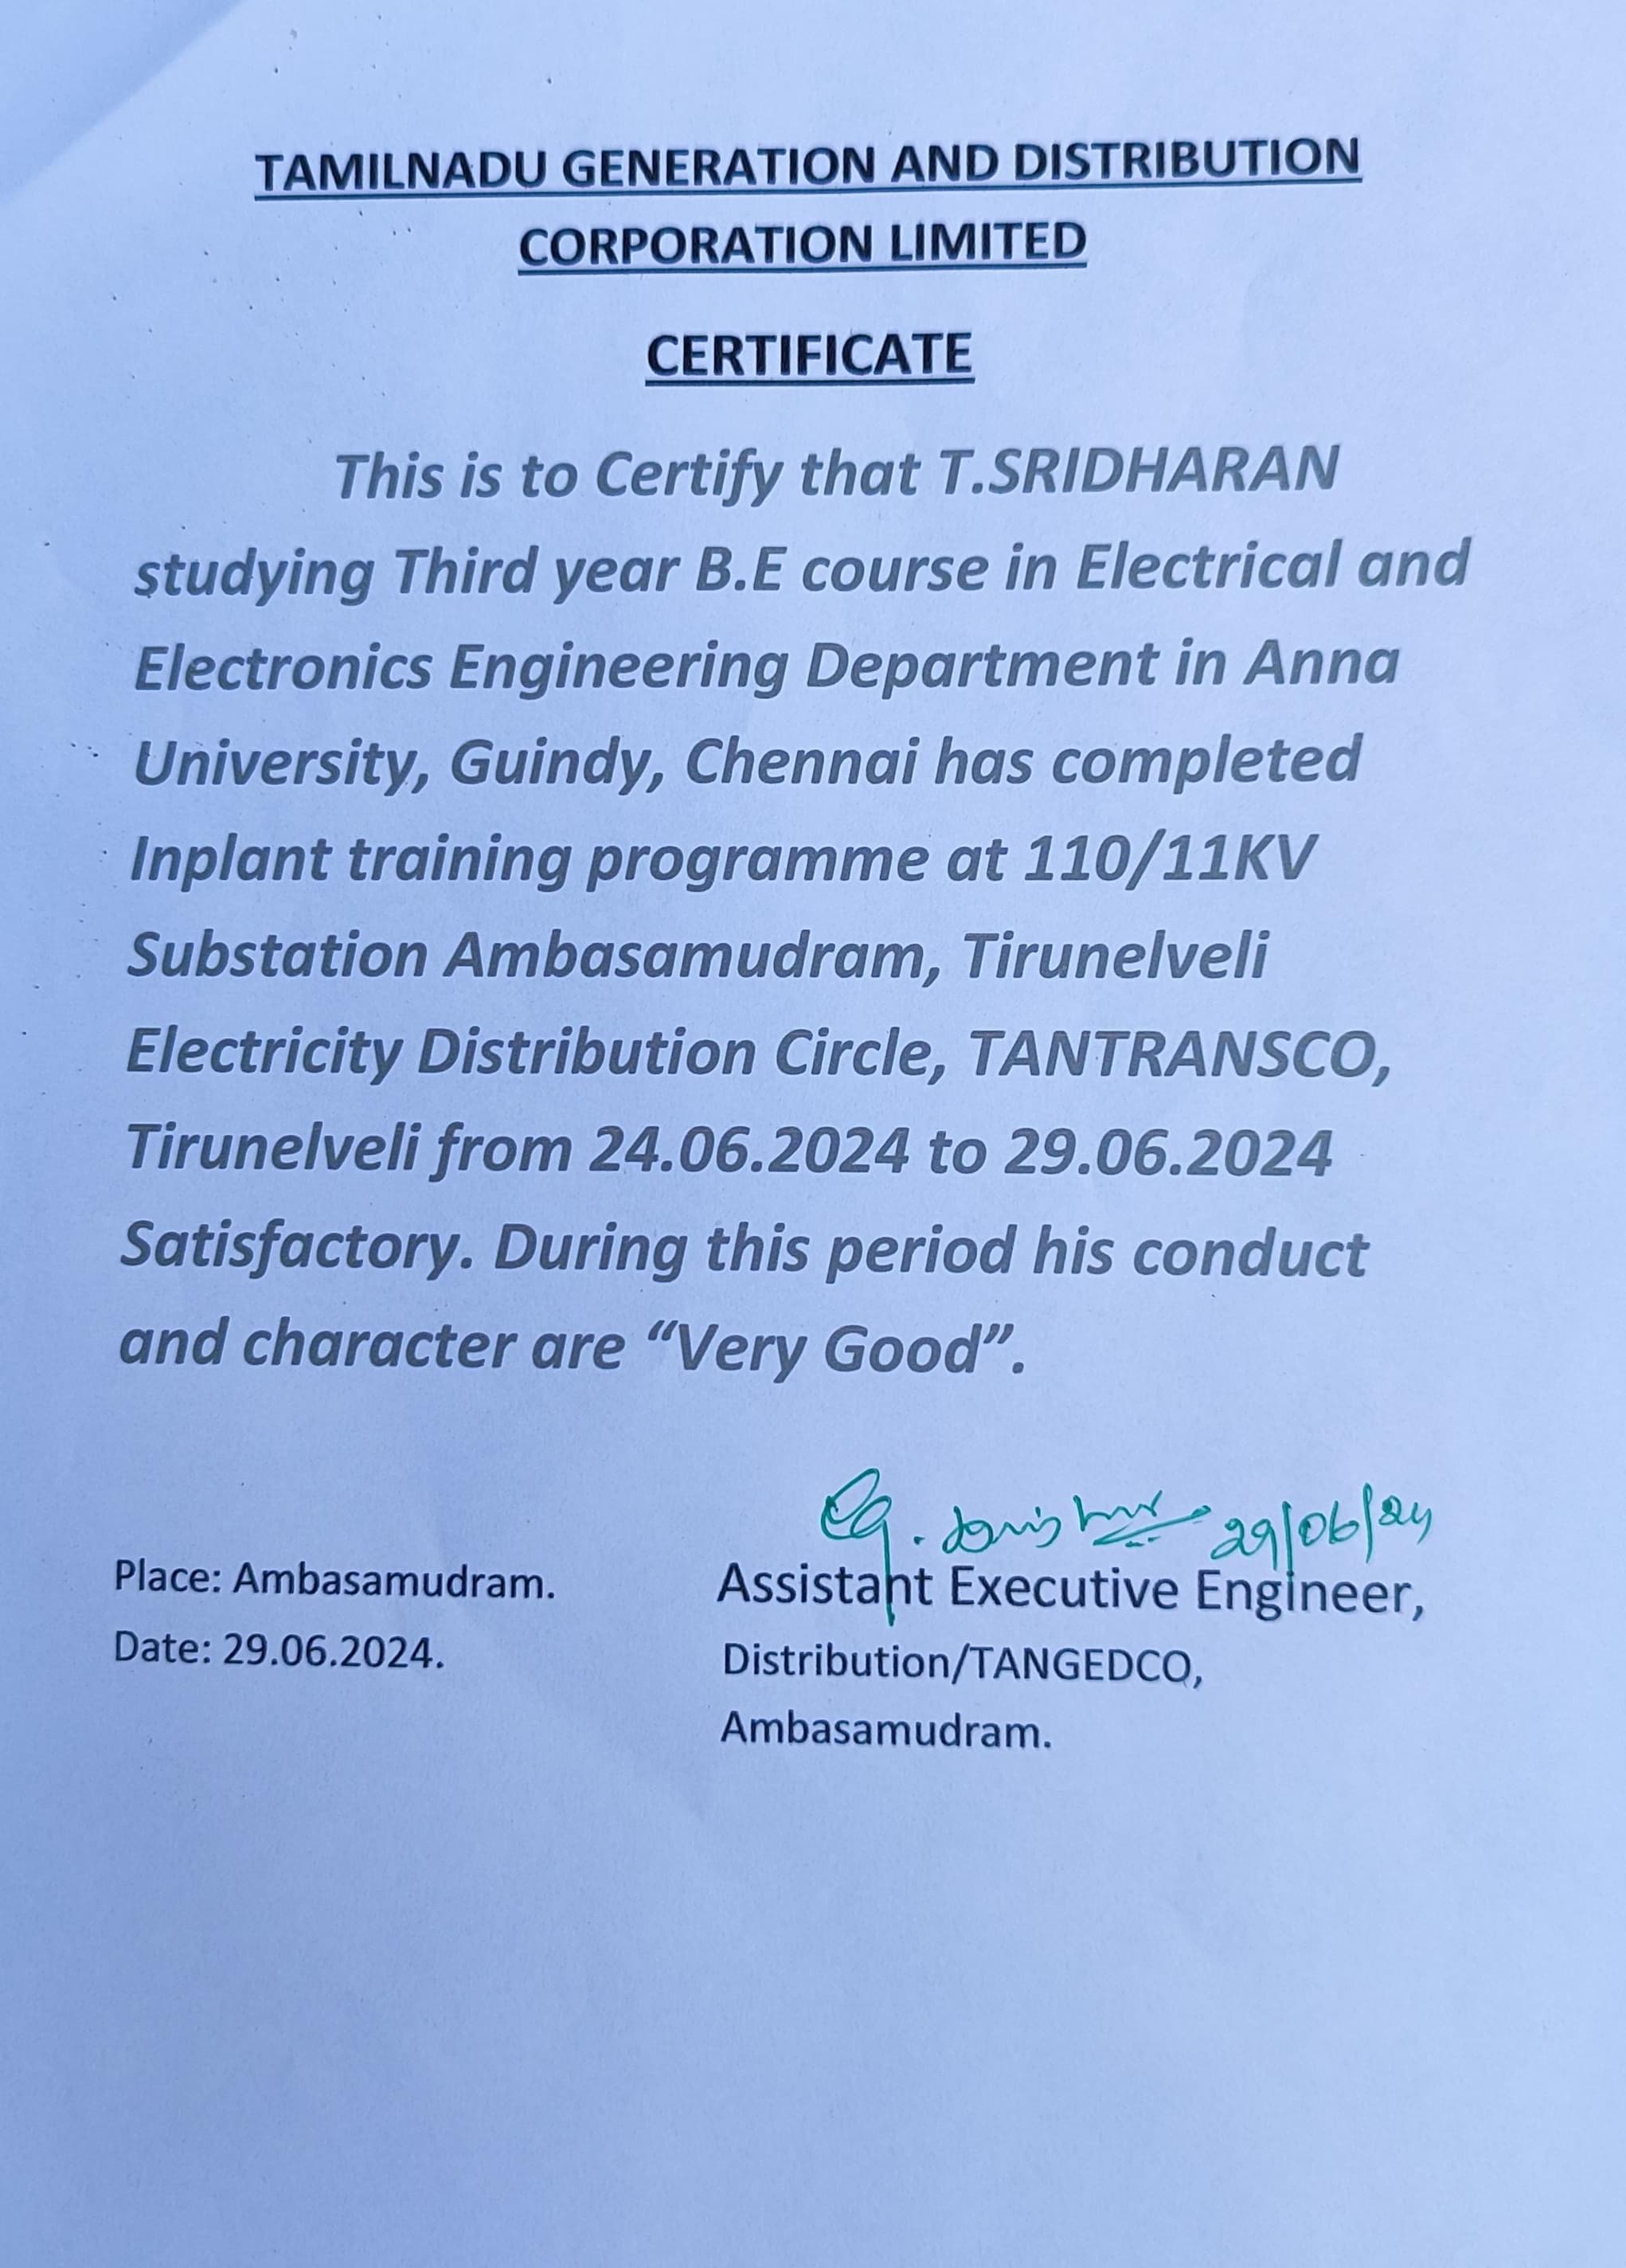 TAMILNADU GENERATION AND DISTRIBUTION
CORPORATION LIMITED
CERTIFICATE
This is to Certify that T.SRIDHARAN
studying Third year B.E course in Electrical and
Electronics Engineering Department in Anna
University, Guindy, Chennai has completed
Inplant training programme at 110/11KV
Substation Ambasamudram, Tirunelveli
Electricity Distribution Circle, TANTRANSCO,
Tirunelveli from 24.06.2024 to 29.06.2024
Satisfactory. During this period his conduct
and character are “Very Good”.
29/06/24
Place: Ambasamudram.
Date: 29.06.2024.
Assistant Executive Engineer,
Distribution/TANGEDCO,
Ambasamudram.